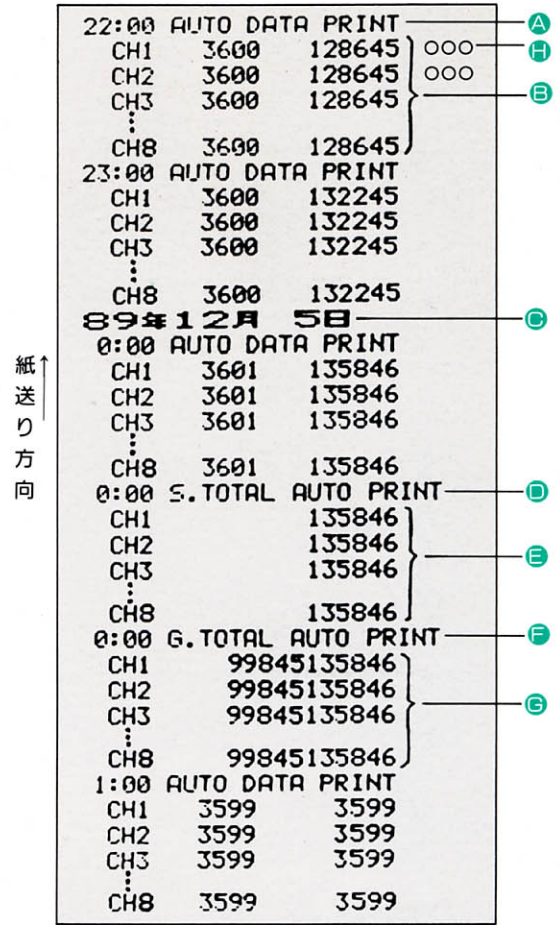 22:00 AUTO DATA PRINT A
CH1 3600 128645 ○○○ H
CH2 3600 128645 ○○○
CH3 3600 128645 B
⋮
CH8 3600 128645
23:00 AUTO DATA PRINT
CH1 3600 132245
CH2 3600 132245
CH3 3600 132245
⋮
CH8 3600 132245
89年12月 5日 C
0:00 AUTO DATA PRINT
CH1 3601 135846
CH2 3601 135846
CH3 3601 135846
⋮
CH8 3601 135846
0:00 S.TOTAL AUTO PRINT D
CH1 135846
CH2 135846 E
CH3 135846
⋮
CH8 135846
0:00 G.TOTAL AUTO PRINT F
CH1 99845135846
CH2 99845135846
CH3 99845135846 G
⋮
CH8 99845135846
1:00 AUTO DATA PRINT
CH1 3599 3599
CH2 3599 3599
CH3 3599 3599
⋮
CH8 3599 3599
紙送り方向